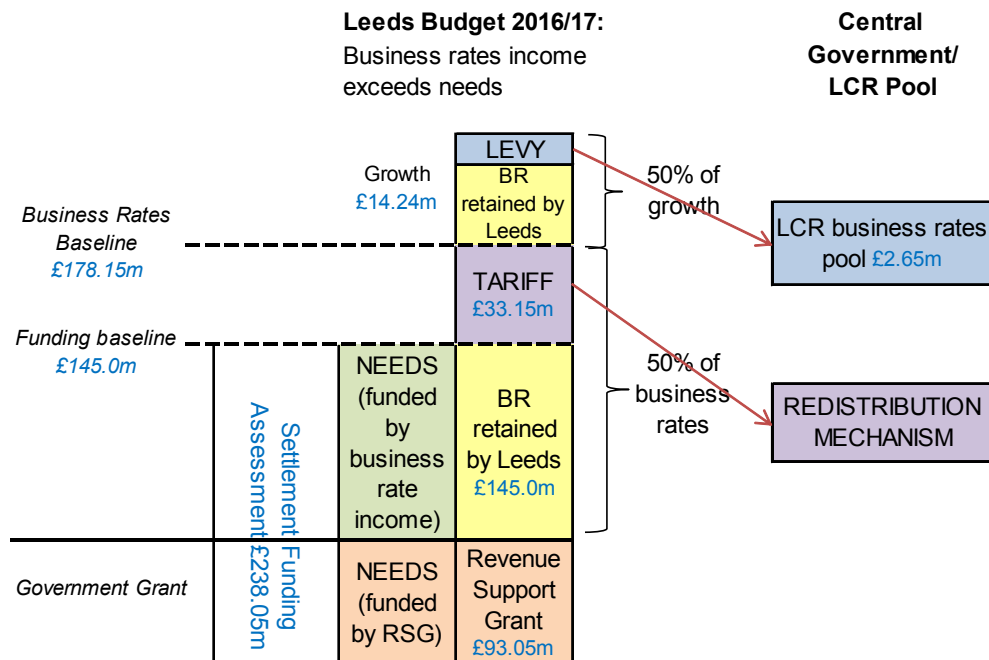 Leeds Budget 2016/17:
Business rates income
exceeds needs
Central
Government/
LCR Pool
LEVY
BR
retained by
Leeds
Growth
£14.24m
50% of
growth
Business Rates
Baseline
£178.15m
LCR business rates
pool £2.65m
TARIFF
£33.15m
Funding baseline
£145.0m
NEEDS
(funded
by
business
rate
income)
BR
retained
by Leeds
£145.0m
50% of
business
rates
REDISTRIBUTION
MECHANISM
Settlement Funding
Assessment £238.05m
Government Grant
NEEDS
(funded
by RSG)
Revenue
Support
Grant
£93.05m